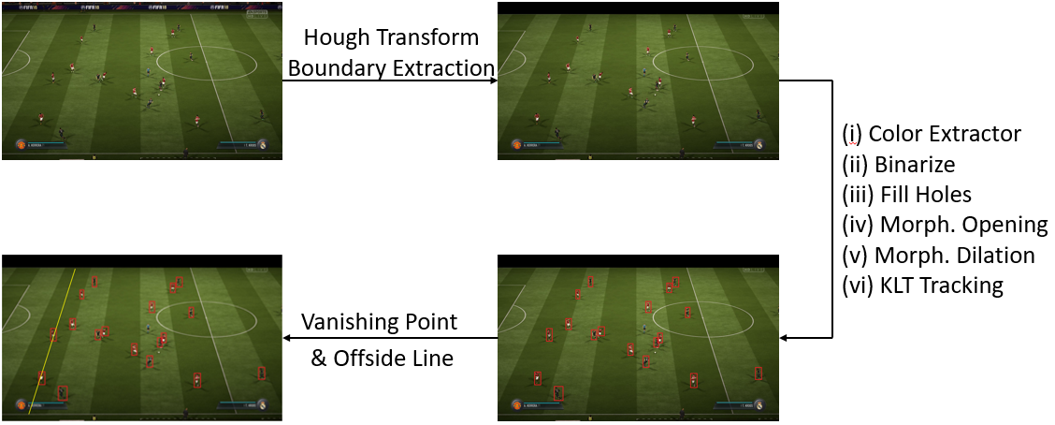 Hough Transform
Boundary Extraction
(i) Color Extractor
(ii) Binarize
(iii) Fill Holes
(iv) Morph. Opening
(v) Morph. Dilation
(vi) KLT Tracking
Vanishing Point
& Offside Line